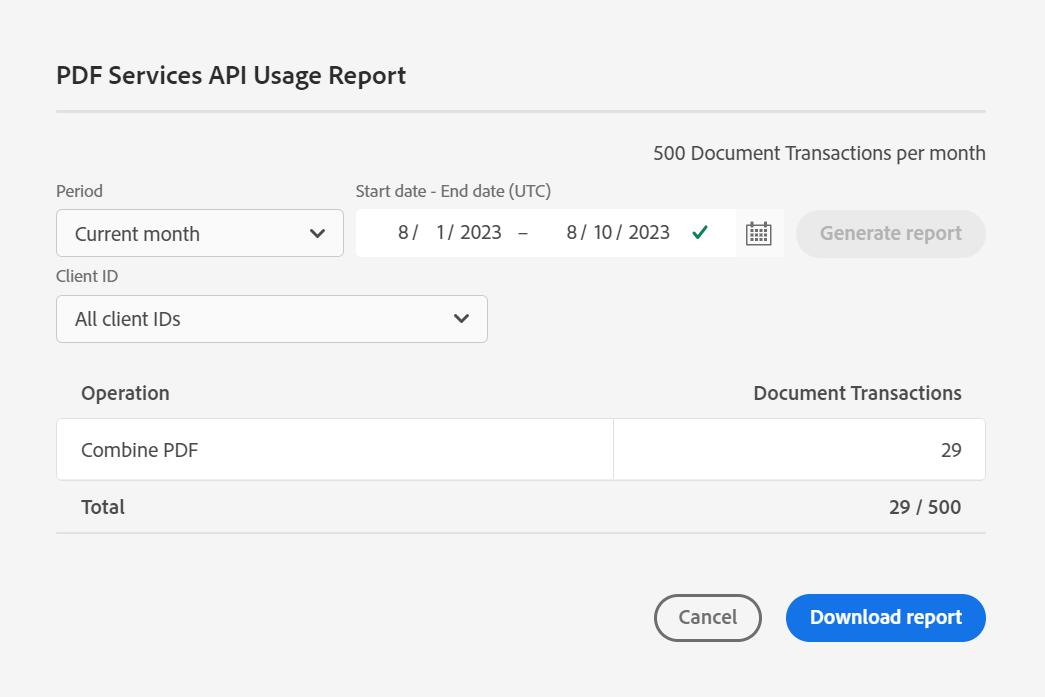 PDF Services API Usage Report
500 Document Transactions per month
Period
Start date - End date (UTC)
Current month
8/ 1/ 2023 – 8/ 10/ 2023
Generate report
Client ID
All client IDs
Operation Document Transactions
Combine PDF 29
Total 29 / 500
Cancel
Download report